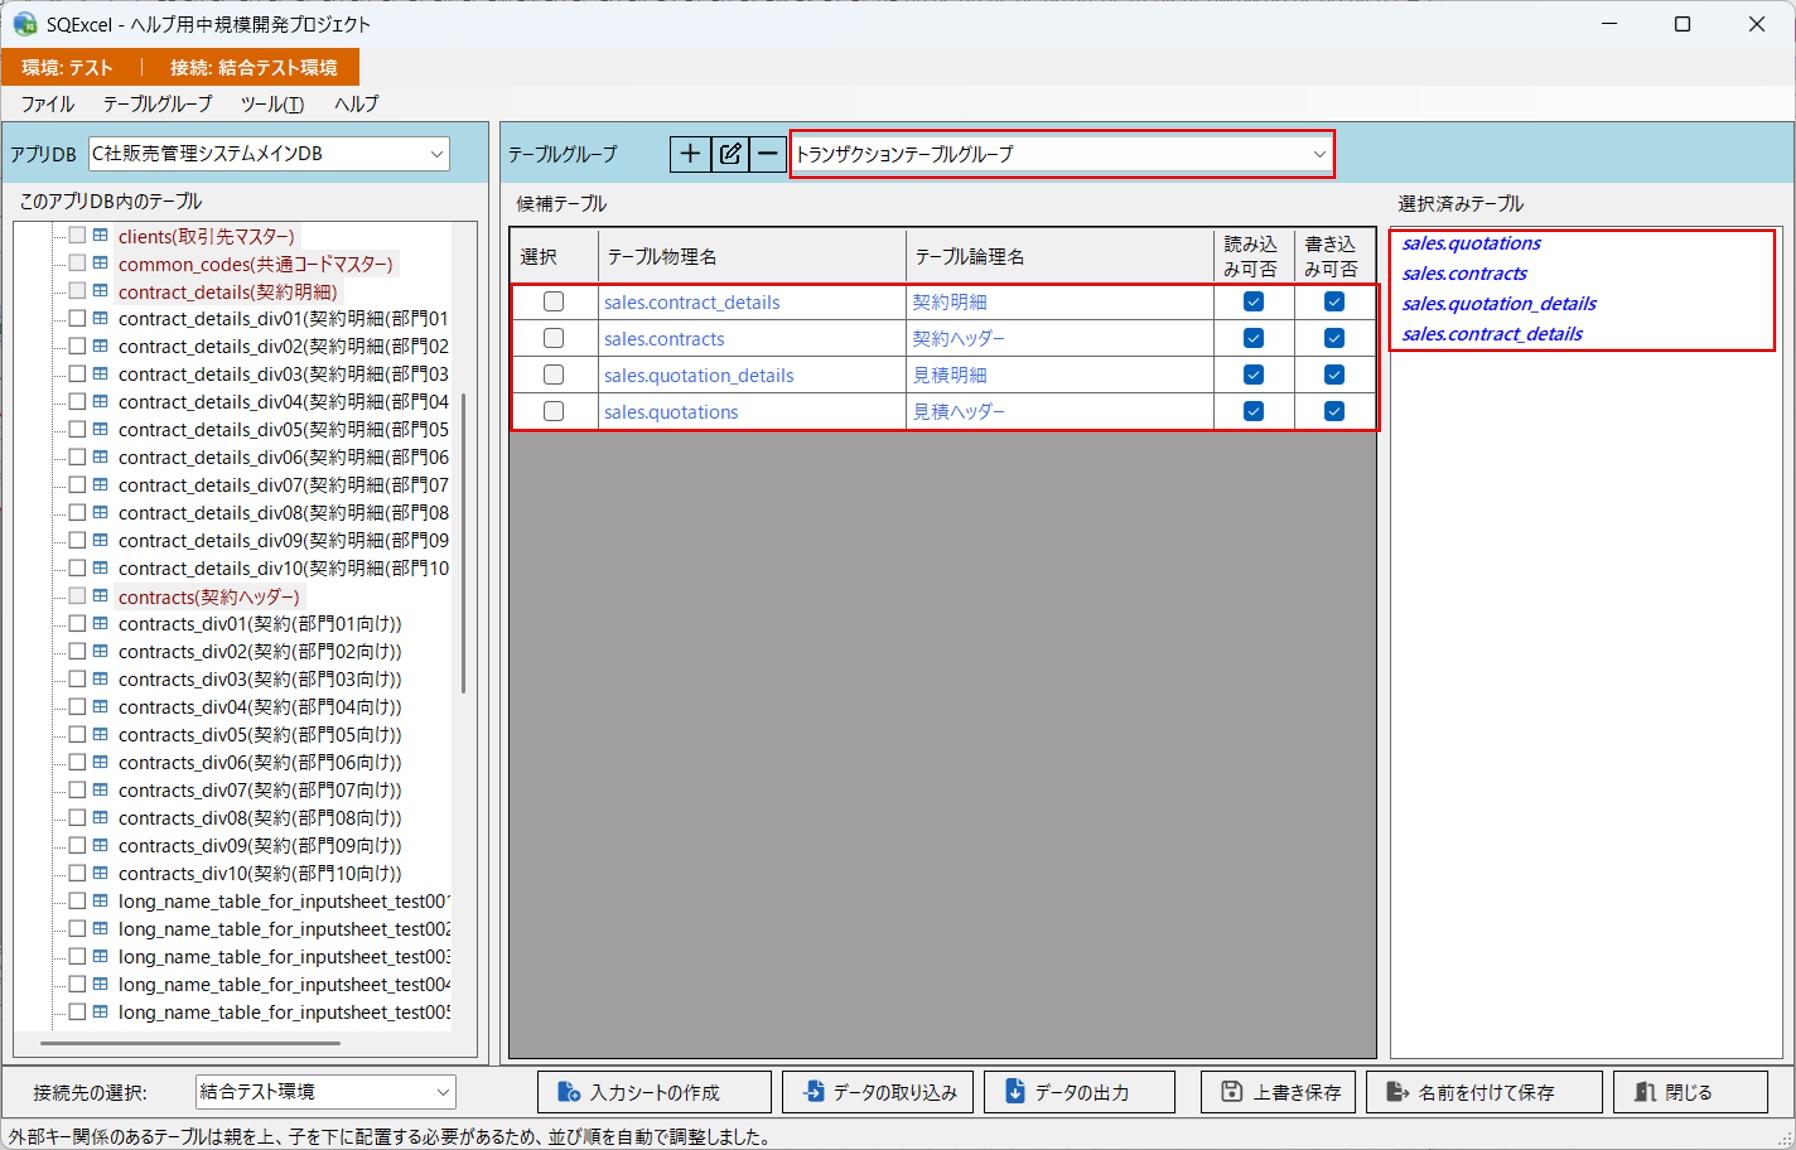 SQExcel - ヘルプ用中規模開発プロジェクト
環境: テスト | 接続: 結合テスト環境
ファイル テーブルグループ ツール(T) ヘルプ
アプリDB C社販売管理システムメインDB
テーブルグループ トランザクションテーブルグループ
このアプリDB内のテーブル
clients(取引先マスター)
common_codes(共通コードマスター)
contract_details(契約明細)
contract_details_div01(契約明細(部門01
contract_details_div02(契約明細(部門02
contract_details_div03(契約明細(部門03
contract_details_div04(契約明細(部門04
contract_details_div05(契約明細(部門05
contract_details_div06(契約明細(部門06
contract_details_div07(契約明細(部門07
contract_details_div08(契約明細(部門08
contract_details_div09(契約明細(部門09
contract_details_div10(契約明細(部門10
contracts(契約ヘッダー)
contracts_div01(契約(部門01向け))
contracts_div02(契約(部門02向け))
contracts_div03(契約(部門03向け))
contracts_div04(契約(部門04向け))
contracts_div05(契約(部門05向け))
contracts_div06(契約(部門06向け))
contracts_div07(契約(部門07向け))
contracts_div08(契約(部門08向け))
contracts_div09(契約(部門09向け))
contracts_div10(契約(部門10向け))
long_name_table_for_inputsheet_test001
long_name_table_for_inputsheet_test002
long_name_table_for_inputsheet_test003
long_name_table_for_inputsheet_test004
long_name_table_for_inputsheet_test005
候補テーブル
選択 テーブル物理名 テーブル論理名 読み込み可否 書き込み可否
sales.contract_details 契約明細
sales.contracts 契約ヘッダー
sales.quotation_details 見積明細
sales.quotations 見積ヘッダー
選択済みテーブル
sales.quotations
sales.contracts
sales.quotation_details
sales.contract_details
接続先の選択: 結合テスト環境 入力シートの作成 データの取り込み データの出力 上書き保存 名前を付けて保存 閉じる
外部キー関係のあるテーブルは親を上、子を下に配置する必要があるため、並び順を自動で調整しました。